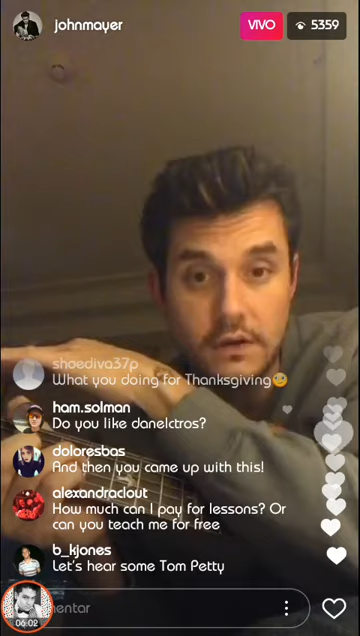 johnmayer
VIVO
5359
shoediva37p
What you doing for Thanksgiving
ham.solman
Do you like danelctros?
doloresbas
And then you came up with this!
alexandraclout
How much can I pay for lessons? Or
can you teach me for free
b_kjones
Let's hear some Tom Petty
entar
06:02